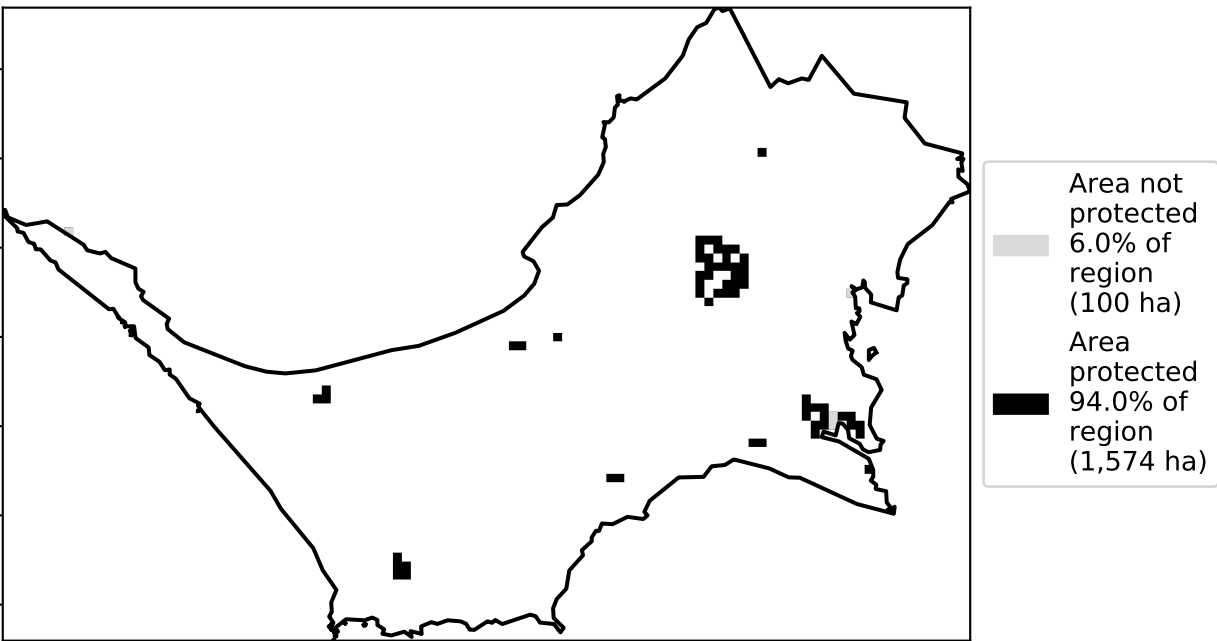 Area not
protected
6.0% of
region
(100 ha)
Area
protected
94.0% of
region
(1,574 ha)